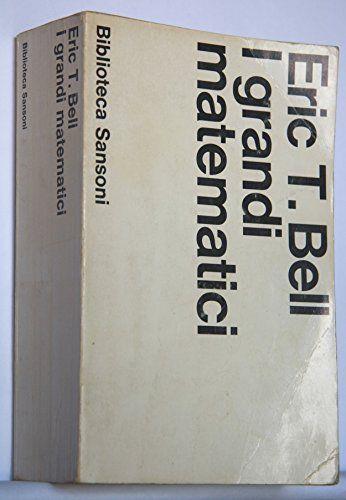 Eric T. Bell
I grandi
matematici
Biblioteca Sansoni
Eric T. Bell
I grandi matematici
Biblioteca Sansoni